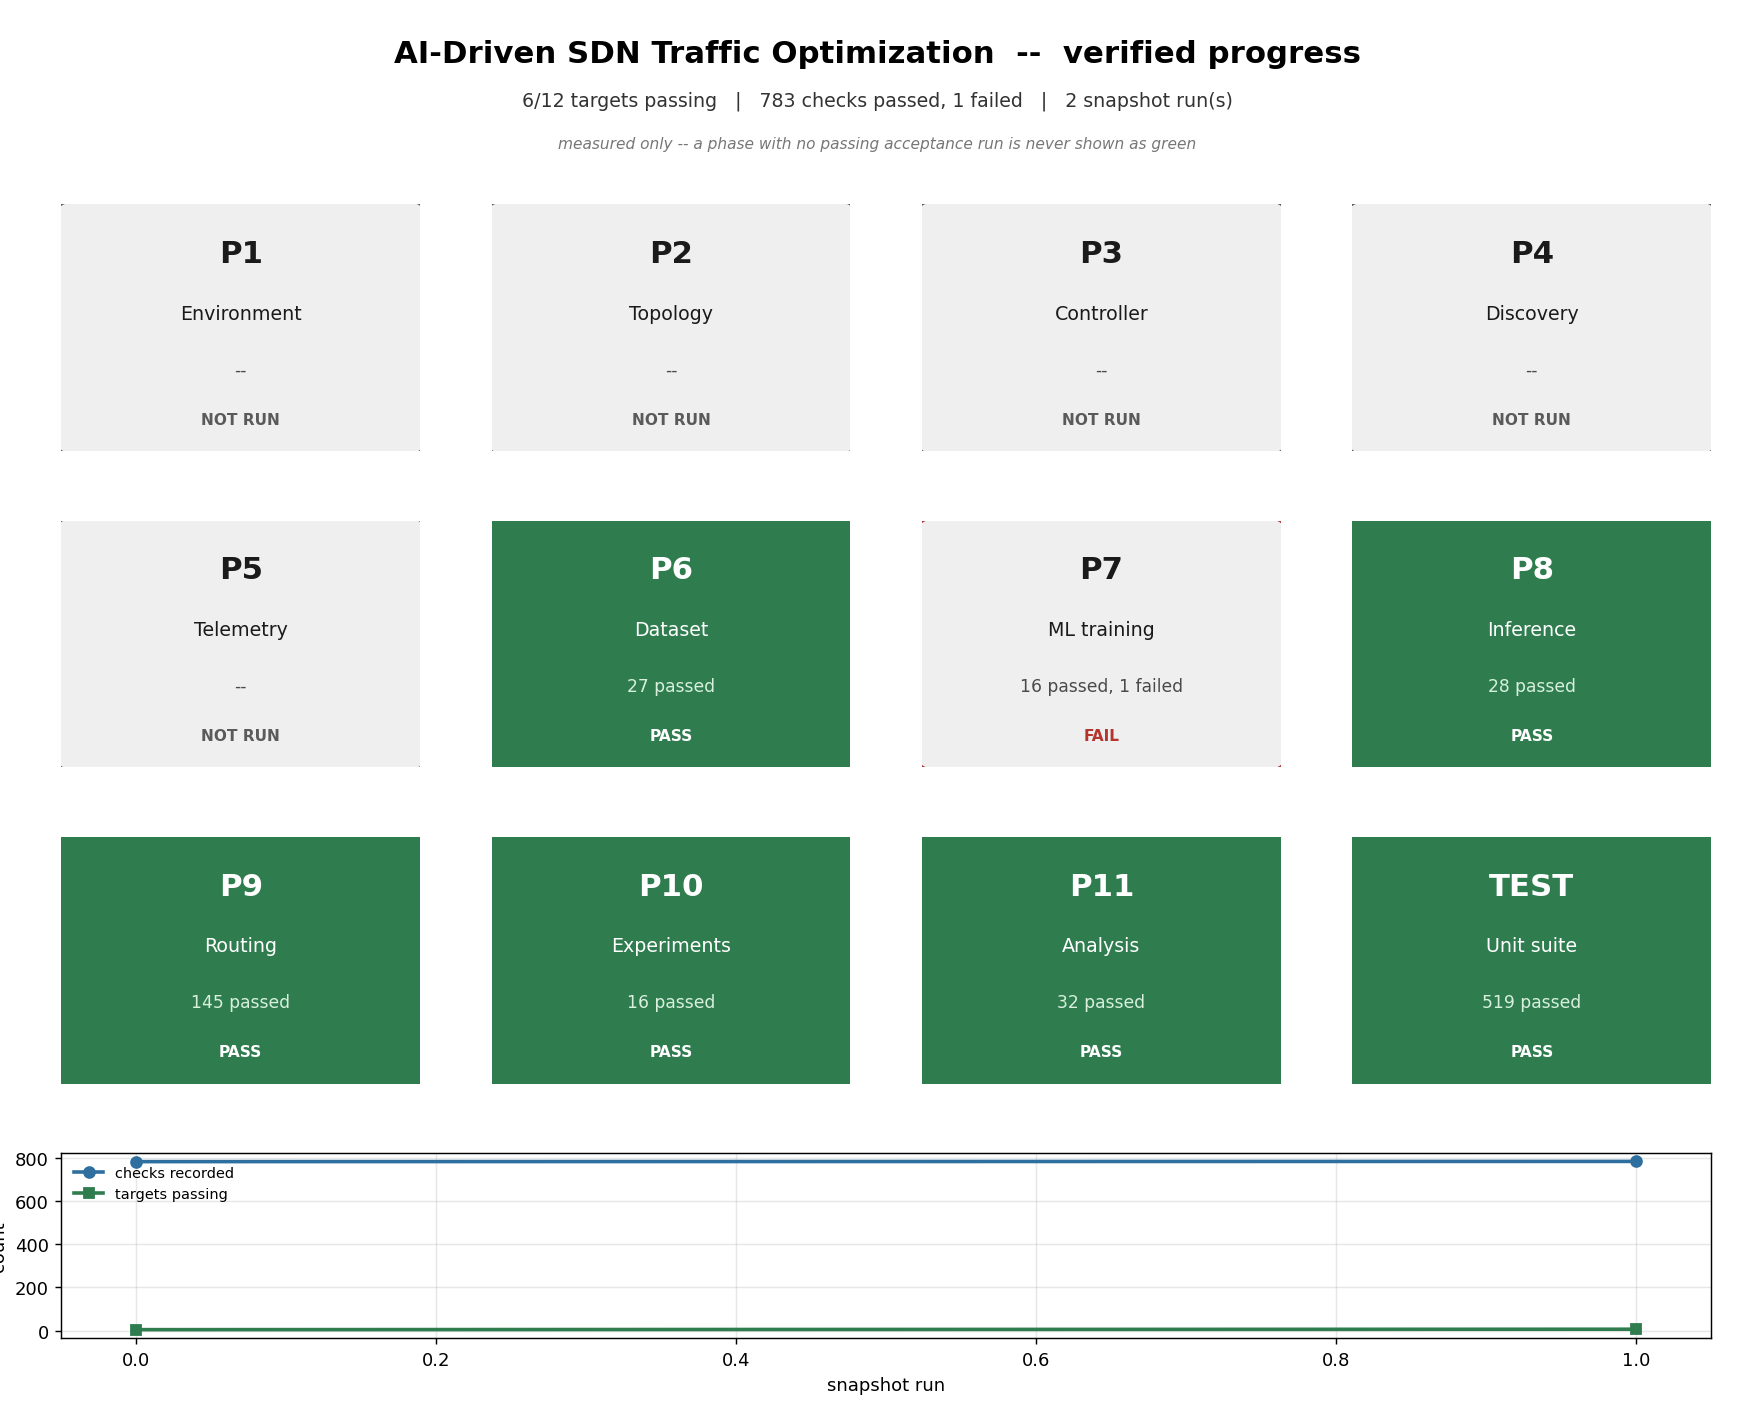 AI-Driven SDN Traffic Optimization -- verified progress
6/12 targets passing | 783 checks passed, 1 failed | 2 snapshot run(s)
measured only -- a phase with no passing acceptance run is never shown as green
P1
Environment
--
NOT RUN
P2
Topology
--
NOT RUN
P3
Controller
--
NOT RUN
P4
Discovery
--
NOT RUN
P5
Telemetry
--
NOT RUN
P6
Dataset
27 passed
PASS
P7
ML training
16 passed, 1 failed
FAIL
P8
Inference
28 passed
PASS
P9
Routing
145 passed
PASS
P10
Experiments
16 passed
PASS
P11
Analysis
32 passed
PASS
TEST
Unit suite
519 passed
PASS
checks recorded
targets passing
count
800
600
400
200
0
0.0 0.2 0.4 0.6 0.8 1.0
snapshot run